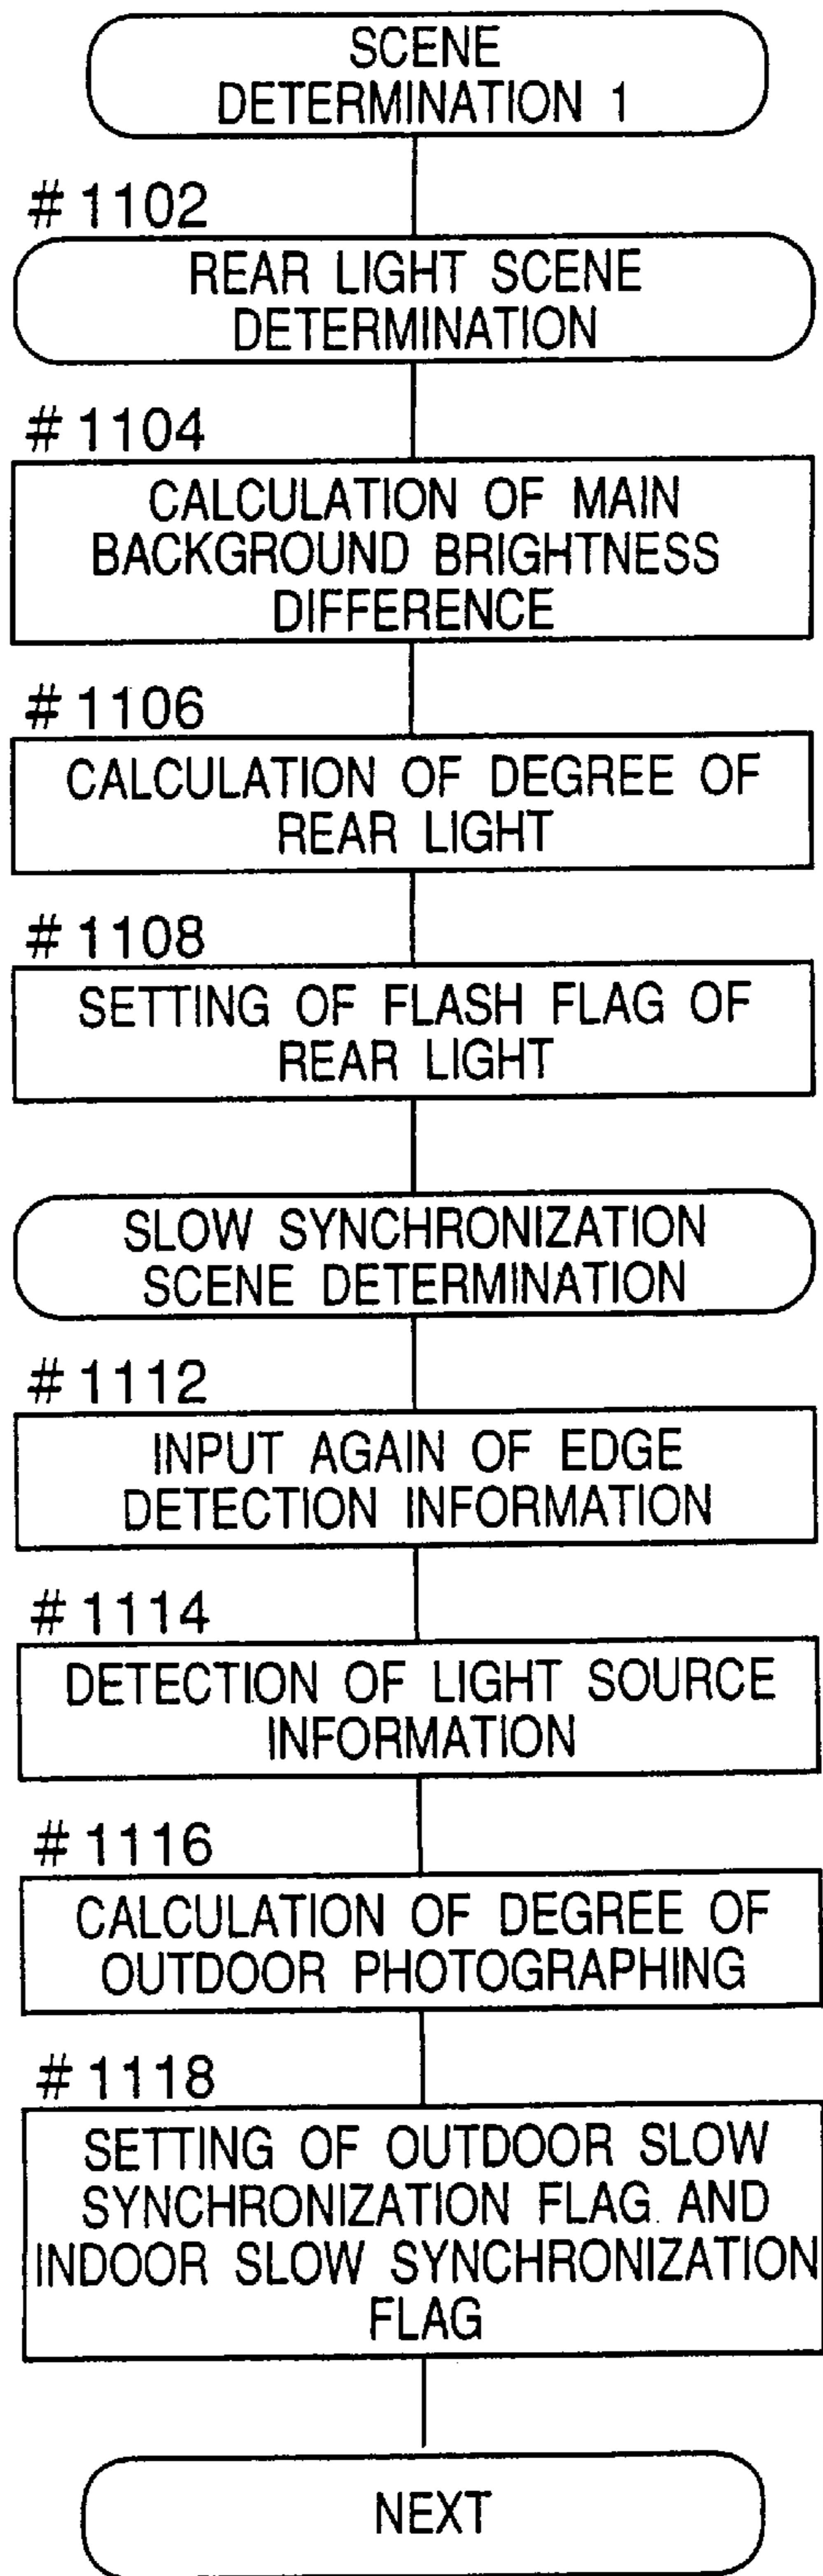 SCENE
DETERMINATION 1
# 1102
REAR LIGHT SCENE
DETERMINATION
# 1104
CALCULATION OF MAIN
BACKGROUND BRIGHTNESS
DIFFERENCE
# 1106
CALCULATION OF DEGREE OF
REAR LIGHT
# 1108
SETTING OF FLASH FLAG OF
REAR LIGHT
SLOW SYNCHRONIZATION
SCENE DETERMINATION
# 1112
INPUT AGAIN OF EDGE
DETECTION INFORMATION
# 1114
DETECTION OF LIGHT SOURCE
INFORMATION
# 1116
CALCULATION OF DEGREE OF
OUTDOOR PHOTOGRAPHING
# 1118
SETTING OF OUTDOOR SLOW
SYNCHRONIZATION FLAG AND
INDOOR SLOW SYNCHRONIZATION
FLAG
NEXT